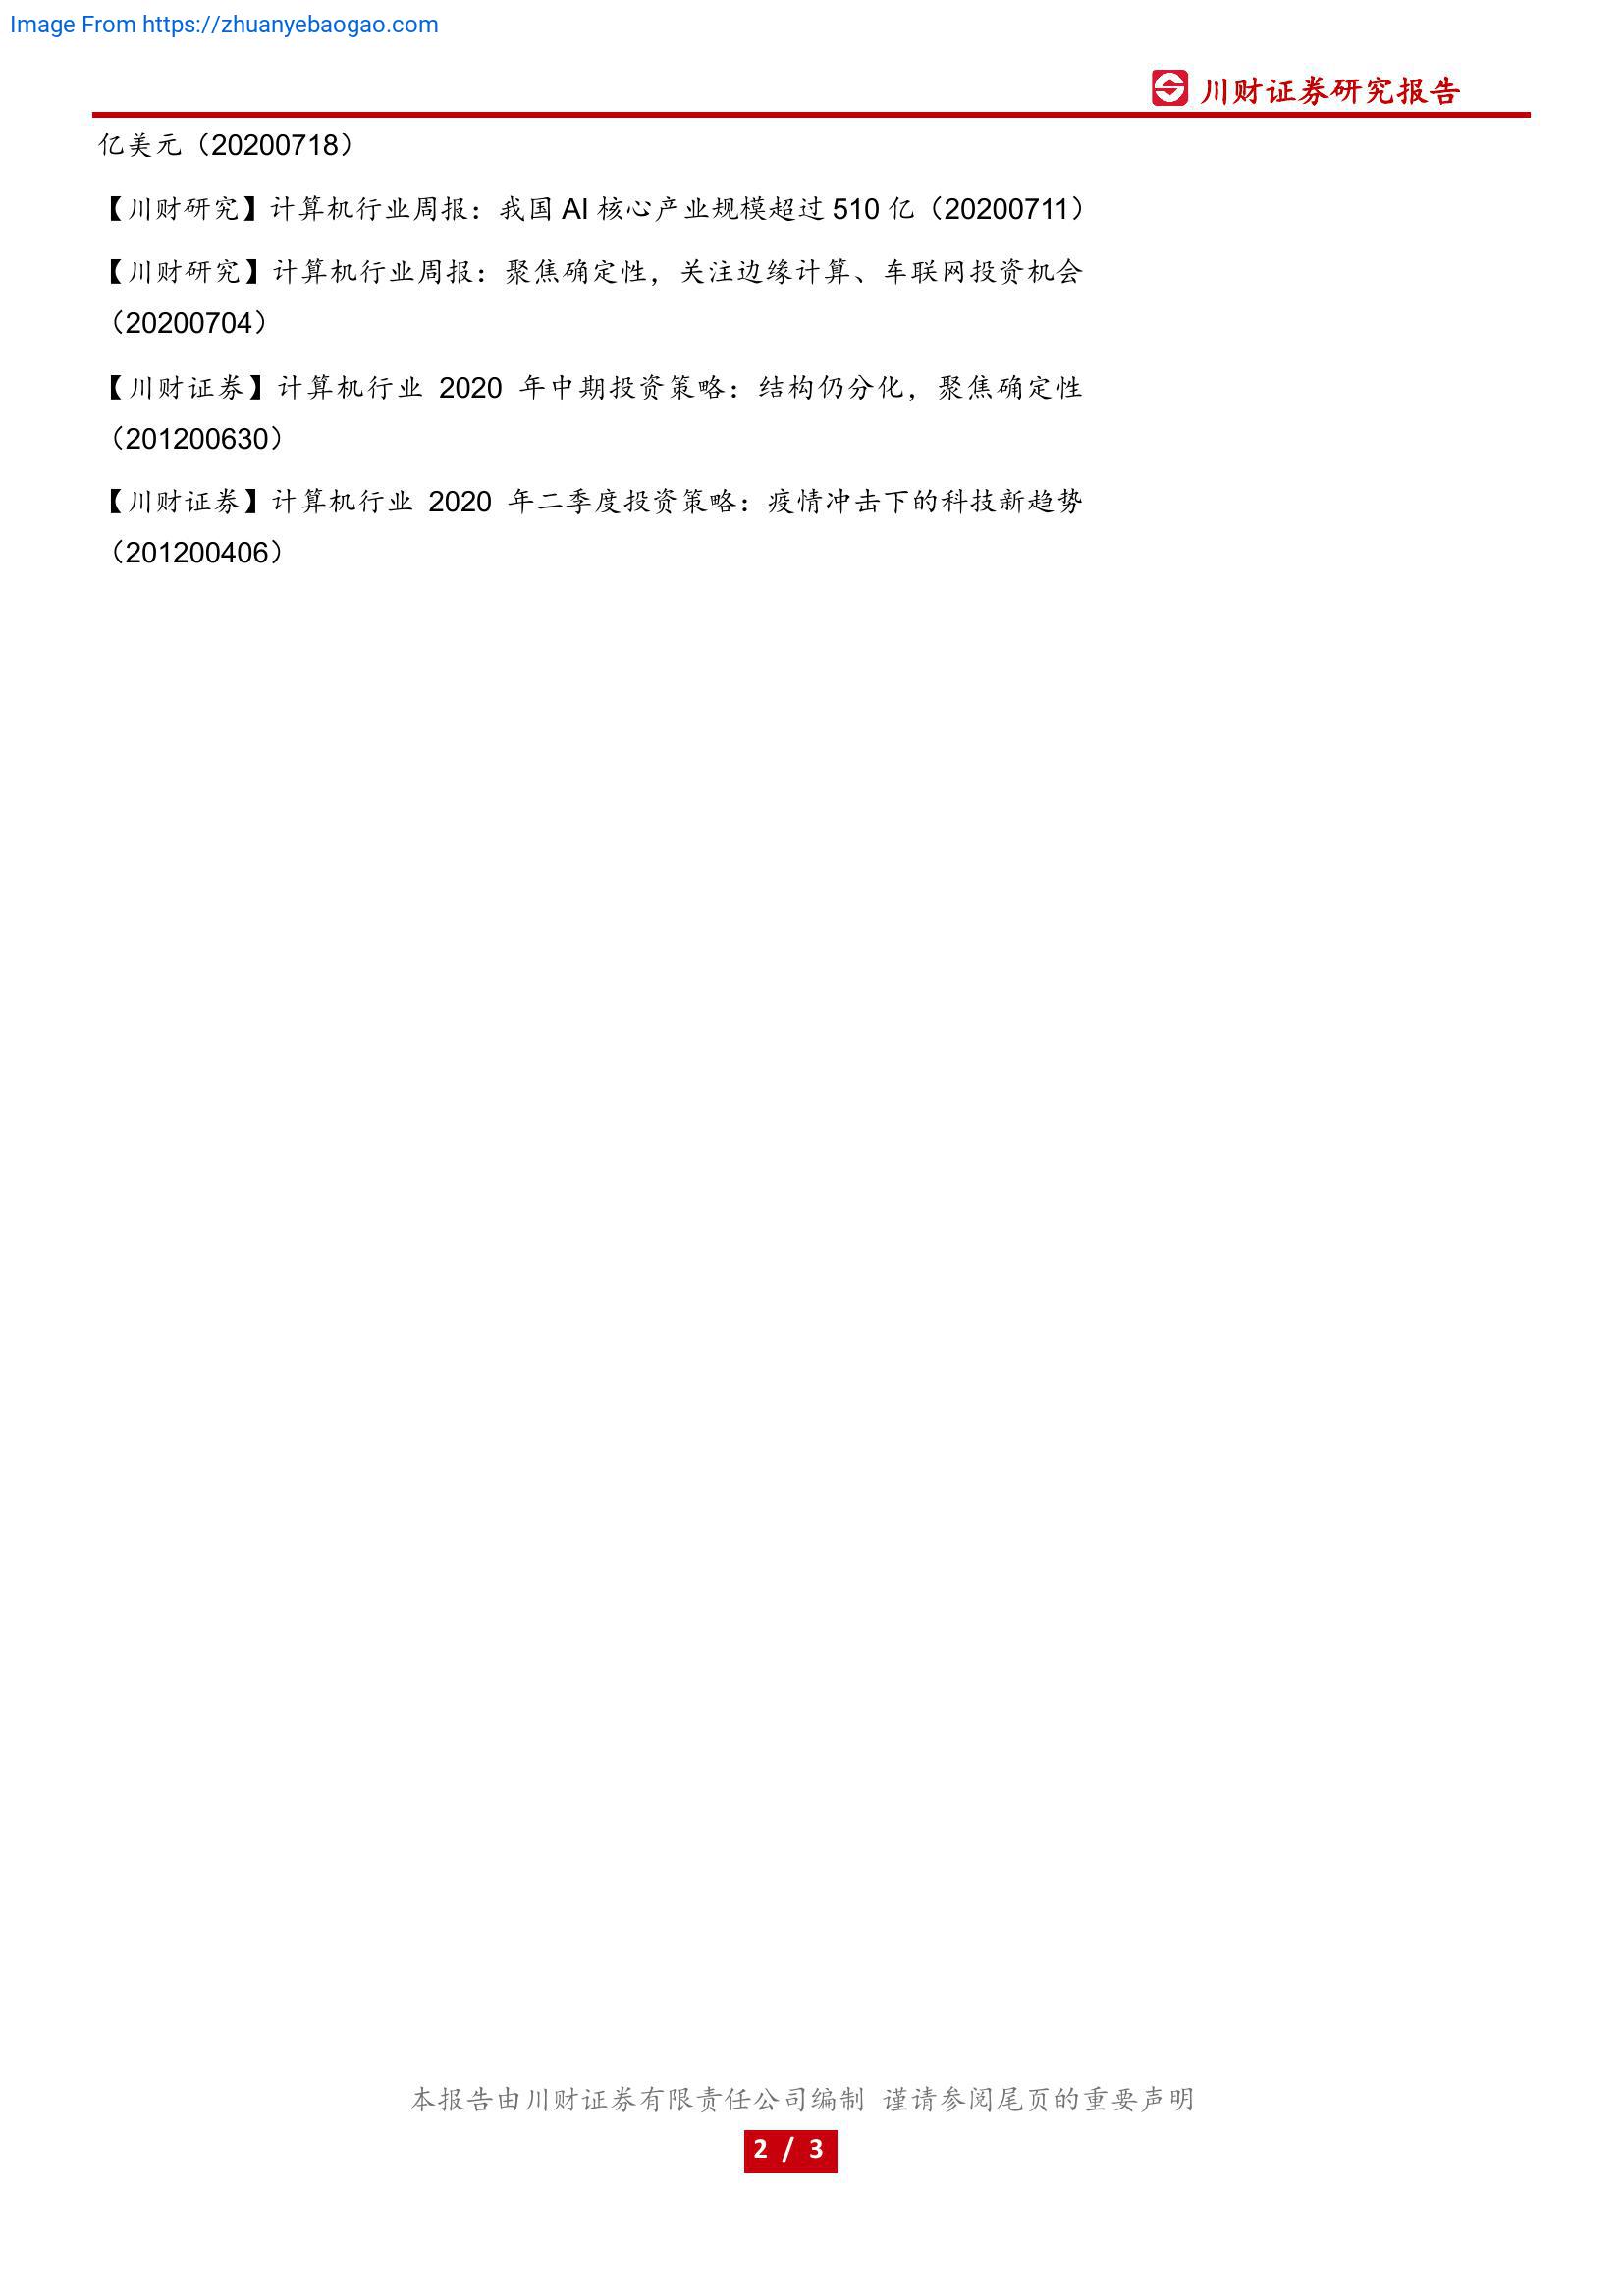 Image From https://zhuanyebaogao.com
川财证券研究报告
亿美元（20200718）
【川财研究】计算机行业周报：我国 AI 核心产业规模超过 510 亿（20200711）
【川财研究】计算机行业周报：聚焦确定性，关注边缘计算、车联网投资机会
（20200704）
【川财证券】计算机行业 2020 年中期投资策略：结构仍分化，聚焦确定性
（201200630）
【川财证券】计算机行业 2020 年二季度投资策略：疫情冲击下的科技新趋势
（201200406）
本报告由川财证券有限责任公司编制 谨请参阅尾页的重要声明
2 / 3